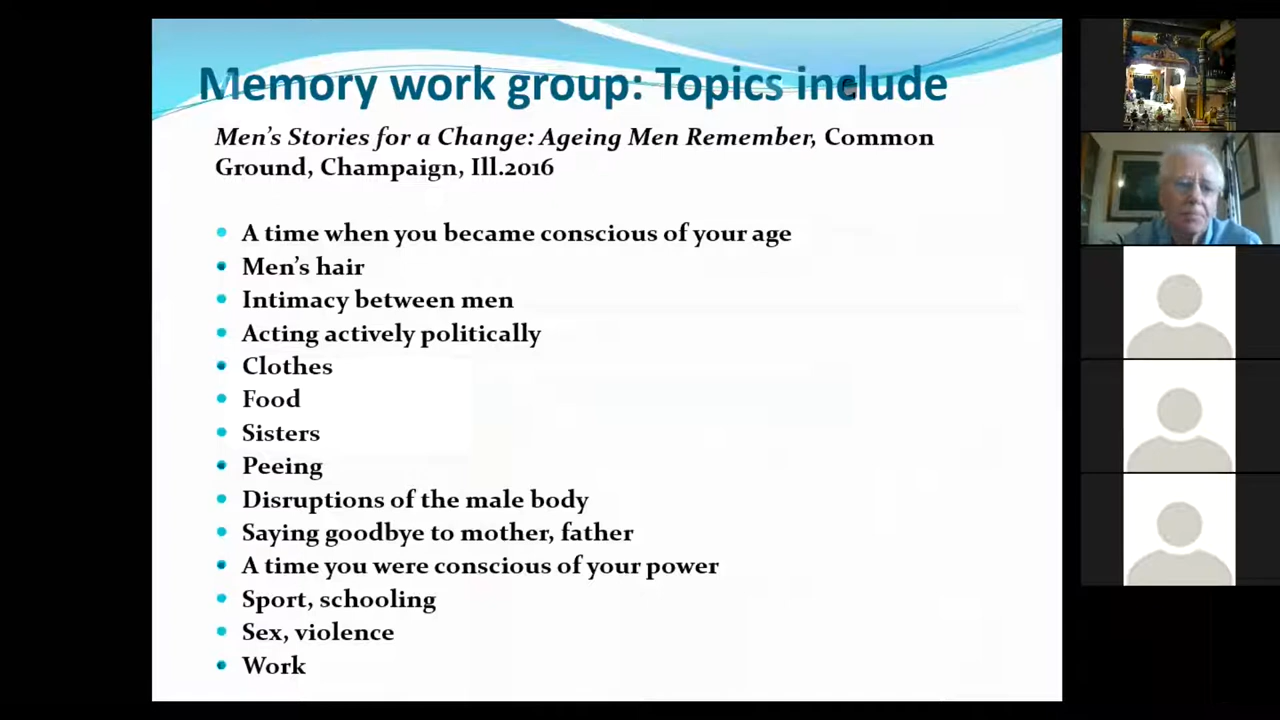 Memory work group: Topics include
Men’s Stories for a Change: Ageing Men Remember, Common
Ground, Champaign, Ill.2016
A time when you became conscious of your age
Men’s hair
Intimacy between men
Acting actively politically
Clothes
Food
Sisters
Peeing
Disruptions of the male body
Saying goodbye to mother, father
A time you were conscious of your power
Sport, schooling
Sex, violence
Work